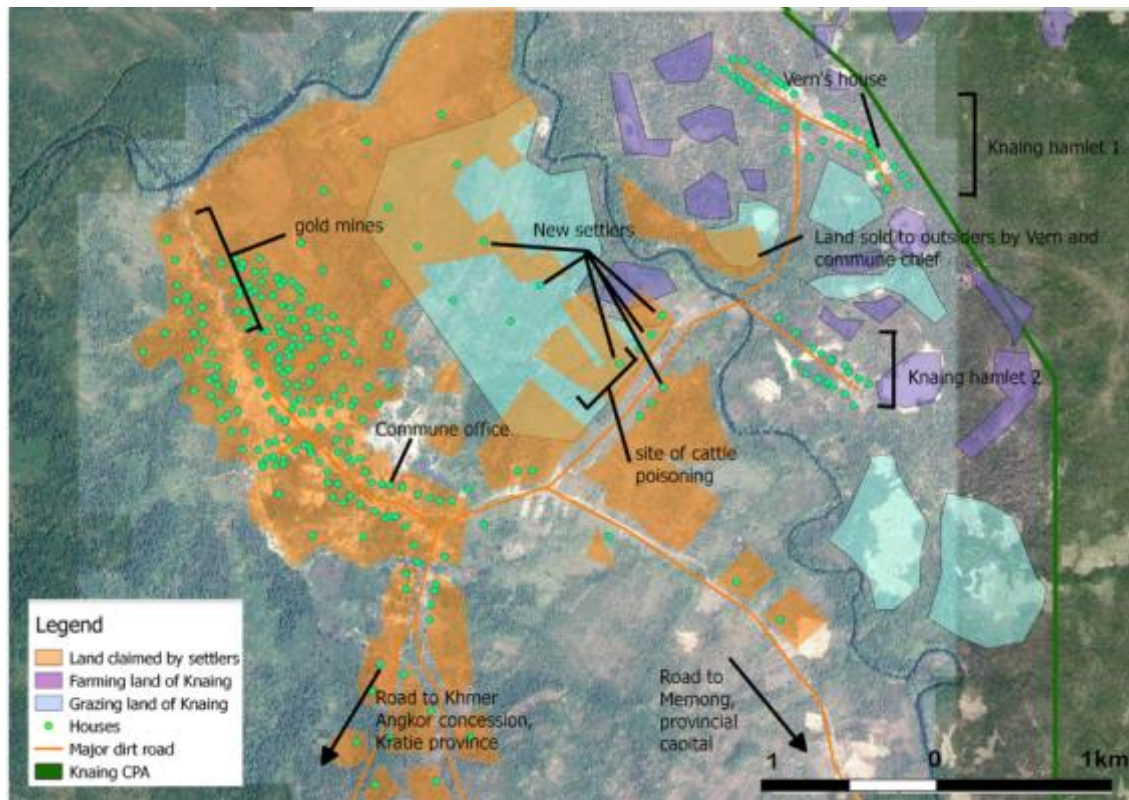 Vern's house
Knaing hamlet 1
gold mines
New settlers
Land sold to outsiders by Vern and
commune chief
Knaing hamlet 2
Commune office
site of cattle
poisoning
Legend
Land claimed by settlers
Farming land of Knaing
Grazing land of Knaing
Houses
Major dirt road
Knaing CPA
Road to Khmer
Angkor concession,
Kratie province
Road to
Memong,
provincial
capital
1 0 1km